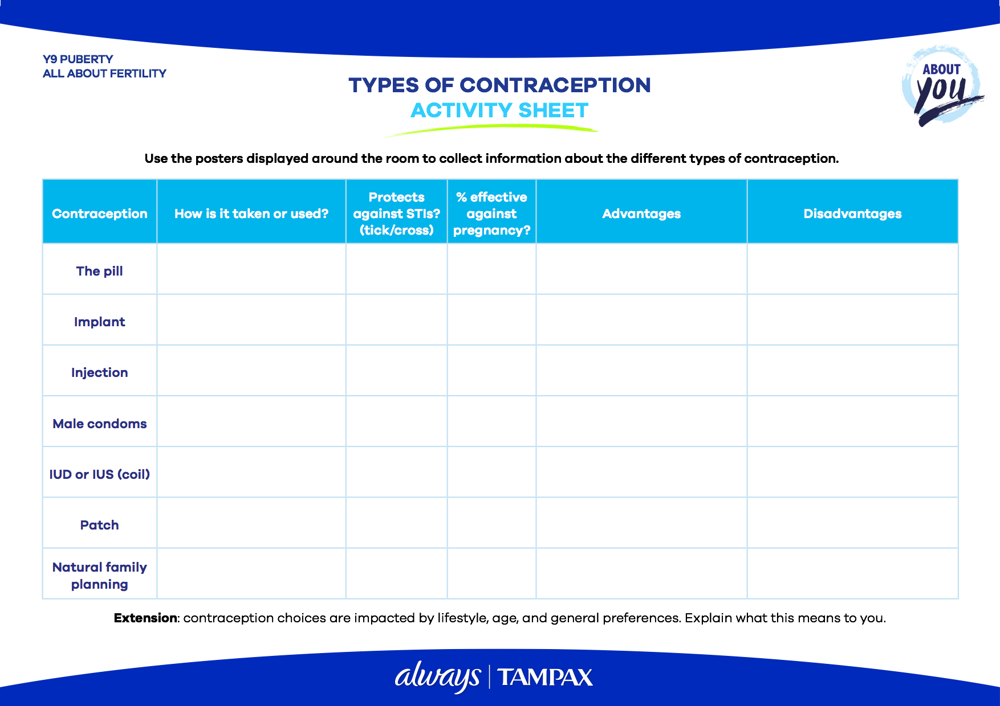 Y9 PUBERTY
ALL ABOUT FERTILITY
TYPES OF CONTRACEPTION
ACTIVITY SHEET
ABOUT
you
Use the posters displayed around the room to collect information about the different types of contraception.
Contraception
How is it taken or used?
Protects
against STIs?
(tick/cross)
% effective
against
pregnancy?
Advantages
Disadvantages
The pill
Implant
Injection
Male condoms
IUD or IUS (coil)
Patch
Natural family
planning
Extension: contraception choices are impacted by lifestyle, age, and general preferences. Explain what this means to you.
always | TAMPAX